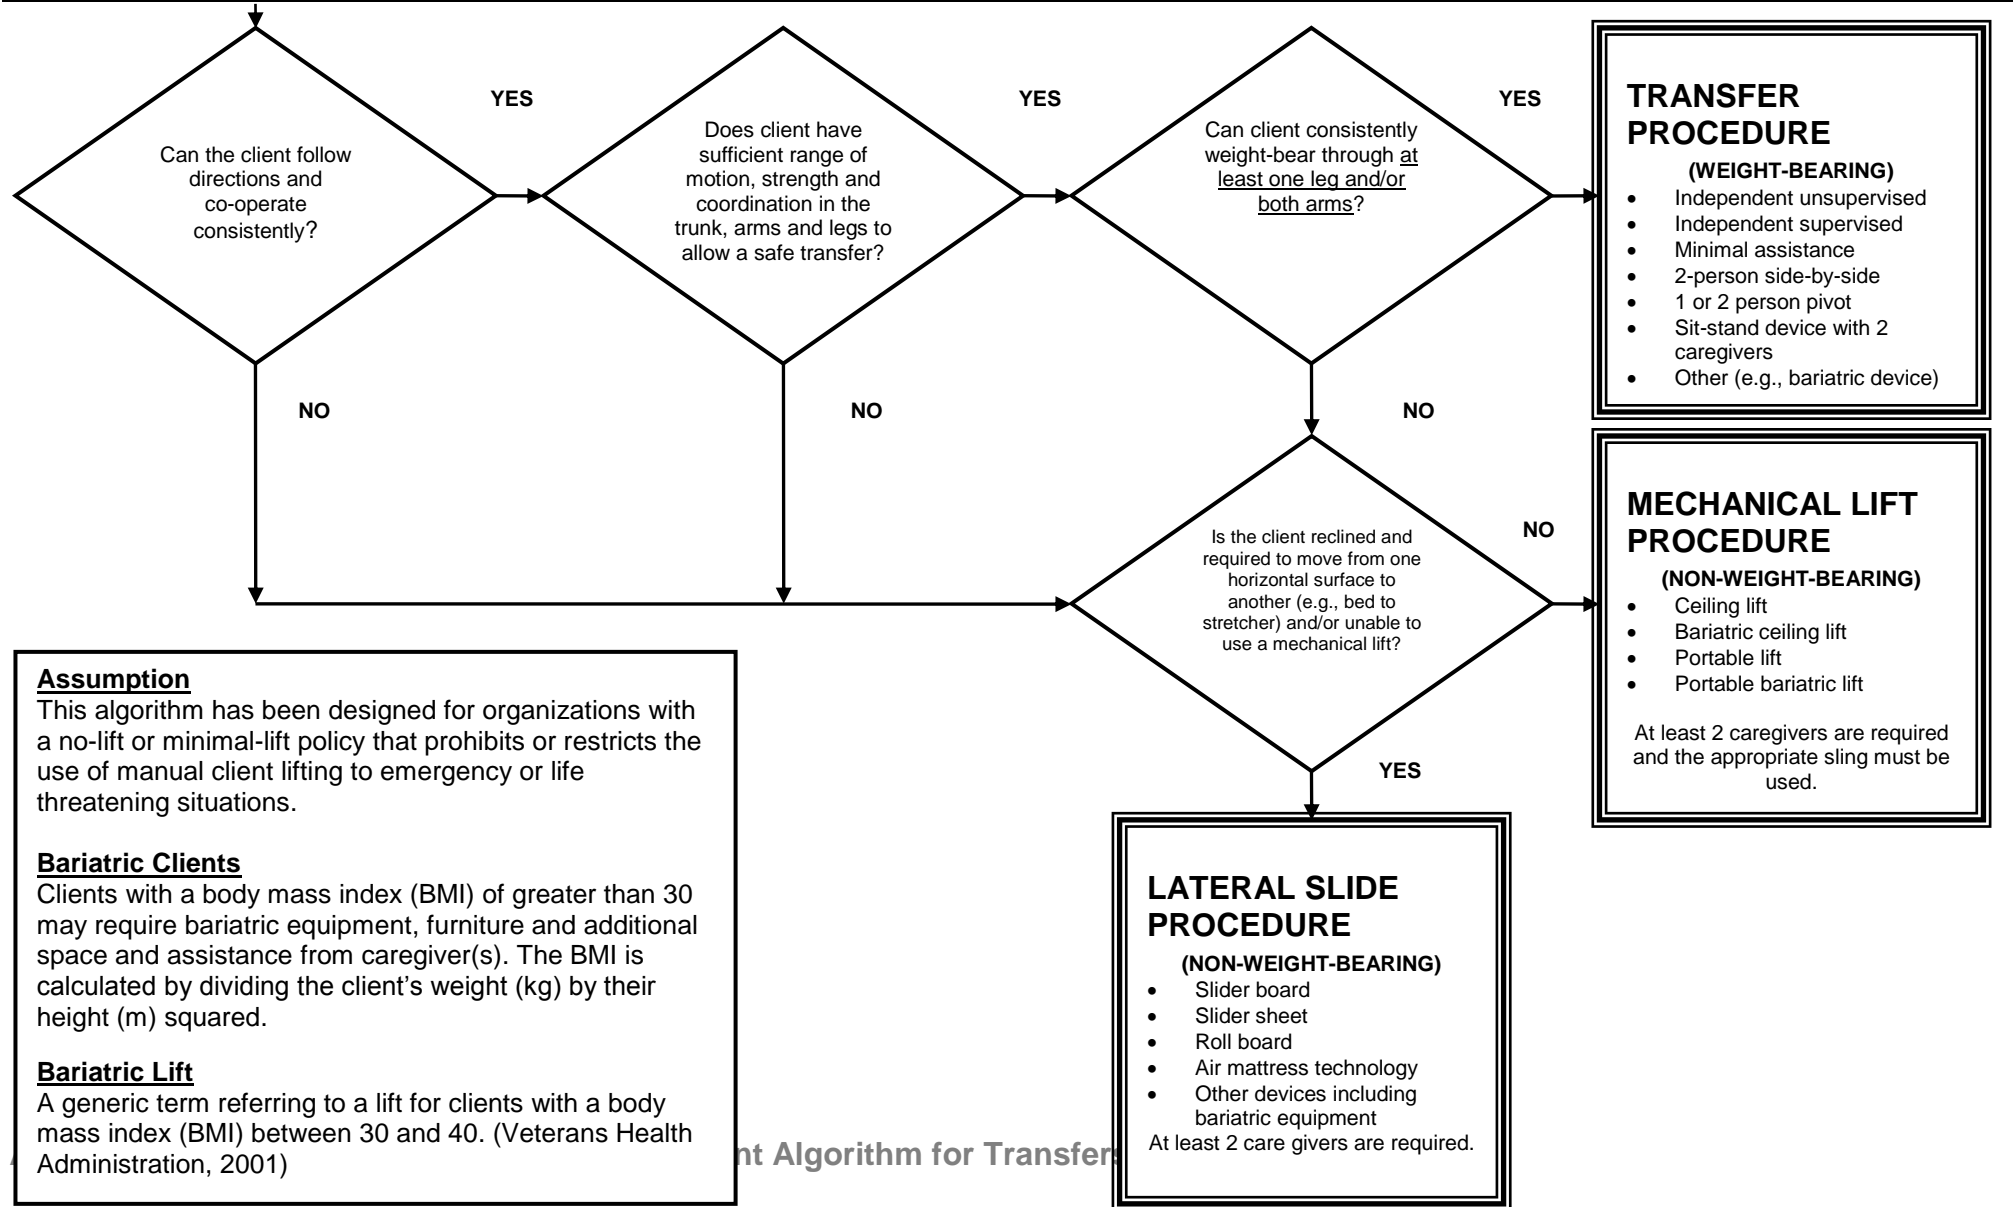 Can the client follow
directions and
co-operate
consistently?
YES
NO
Does client have
sufficient range of
motion, strength and
coordination in the
trunk, arms and legs to
allow a safe transfer?
YES
NO
Can client consistently
weight-bear through at
least one leg and/or
both arms?
YES
NO
TRANSFER
PROCEDURE
(WEIGHT-BEARING)
• Independent unsupervised
• Independent supervised
• Minimal assistance
• 2-person side-by-side
• 1 or 2 person pivot
• Sit-stand device with 2
caregivers
• Other (e.g., bariatric device)
Is the client reclined and
required to move from one
horizontal surface to
another (e.g., bed to
stretcher) and/or unable to
use a mechanical lift?
NO
YES
MECHANICAL LIFT
PROCEDURE
(NON-WEIGHT-BEARING)
• Ceiling lift
• Bariatric ceiling lift
• Portable lift
• Portable bariatric lift
At least 2 caregivers are required
and the appropriate sling must be
used.
Assumption
This algorithm has been designed for organizations with
a no-lift or minimal-lift policy that prohibits or restricts the
use of manual client lifting to emergency or life
threatening situations.
Bariatric Clients
Clients with a body mass index (BMI) of greater than 30
may require bariatric equipment, furniture and additional
space and assistance from caregiver(s). The BMI is
calculated by dividing the client's weight (kg) by their
height (m) squared.
Bariatric Lift
A generic term referring to a lift for clients with a body
mass index (BMI) between 30 and 40. (Veterans Health
Administration, 2001)
LATERAL SLIDE
PROCEDURE
(NON-WEIGHT-BEARING)
• Slider board
• Slider sheet
• Roll board
• Air mattress technology
• Other devices including
bariatric equipment
At least 2 care givers are required.
Algorithm for Transfers